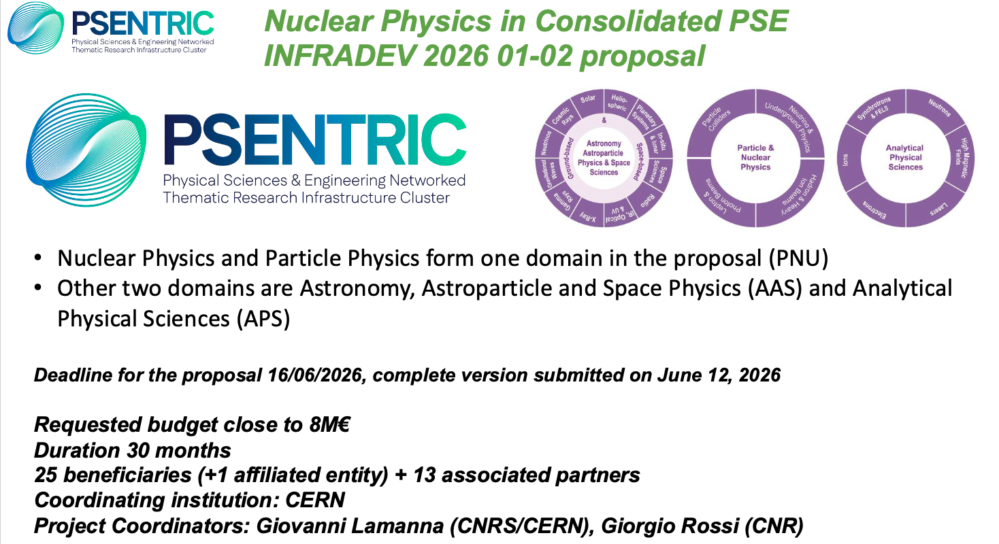 PSENTRIC
Physical Sciences & Engineering Networked
Thematic Research Infrastructure Cluster
Nuclear Physics in Consolidated PSE
INFRADEV 2026 01-02 proposal
PSENTRIC
Physical Sciences & Engineering Networked
Thematic Research Infrastructure Cluster
Astronomy
Astroparticle
Physics & Space
Sciences
Ground-based
&
Space-based
Solar
Helio-
spheric
Planetary
Systems
In-situ
& lunar
Space
Sciences
Radio
IR, Optical
& UV
X-Ray
Gamma
Rays
Gravitational
Waves
Neutrinos
Cosmic
Rays
Particle &
Nuclear
Physics
Particle
Colliders
Neutrino &
Underground Physics
Hadron & Heavy
Ion Beams
Lepton &
Photon Beams
Analytical
Physical
Sciences
Synchrotrons
& FELS
Neutrons
High Magnetic
Fields
Lasers
Electrons
Ions
• Nuclear Physics and Particle Physics form one domain in the proposal (PNU)
• Other two domains are Astronomy, Astroparticle and Space Physics (AAS) and Analytical
Physical Sciences (APS)
Deadline for the proposal 16/06/2026, complete version submitted on June 12, 2026
Requested budget close to 8M€
Duration 30 months
25 beneficiaries (+1 affiliated entity) + 13 associated partners
Coordinating institution: CERN
Project Coordinators: Giovanni Lamanna (CNRS/CERN), Giorgio Rossi (CNR)